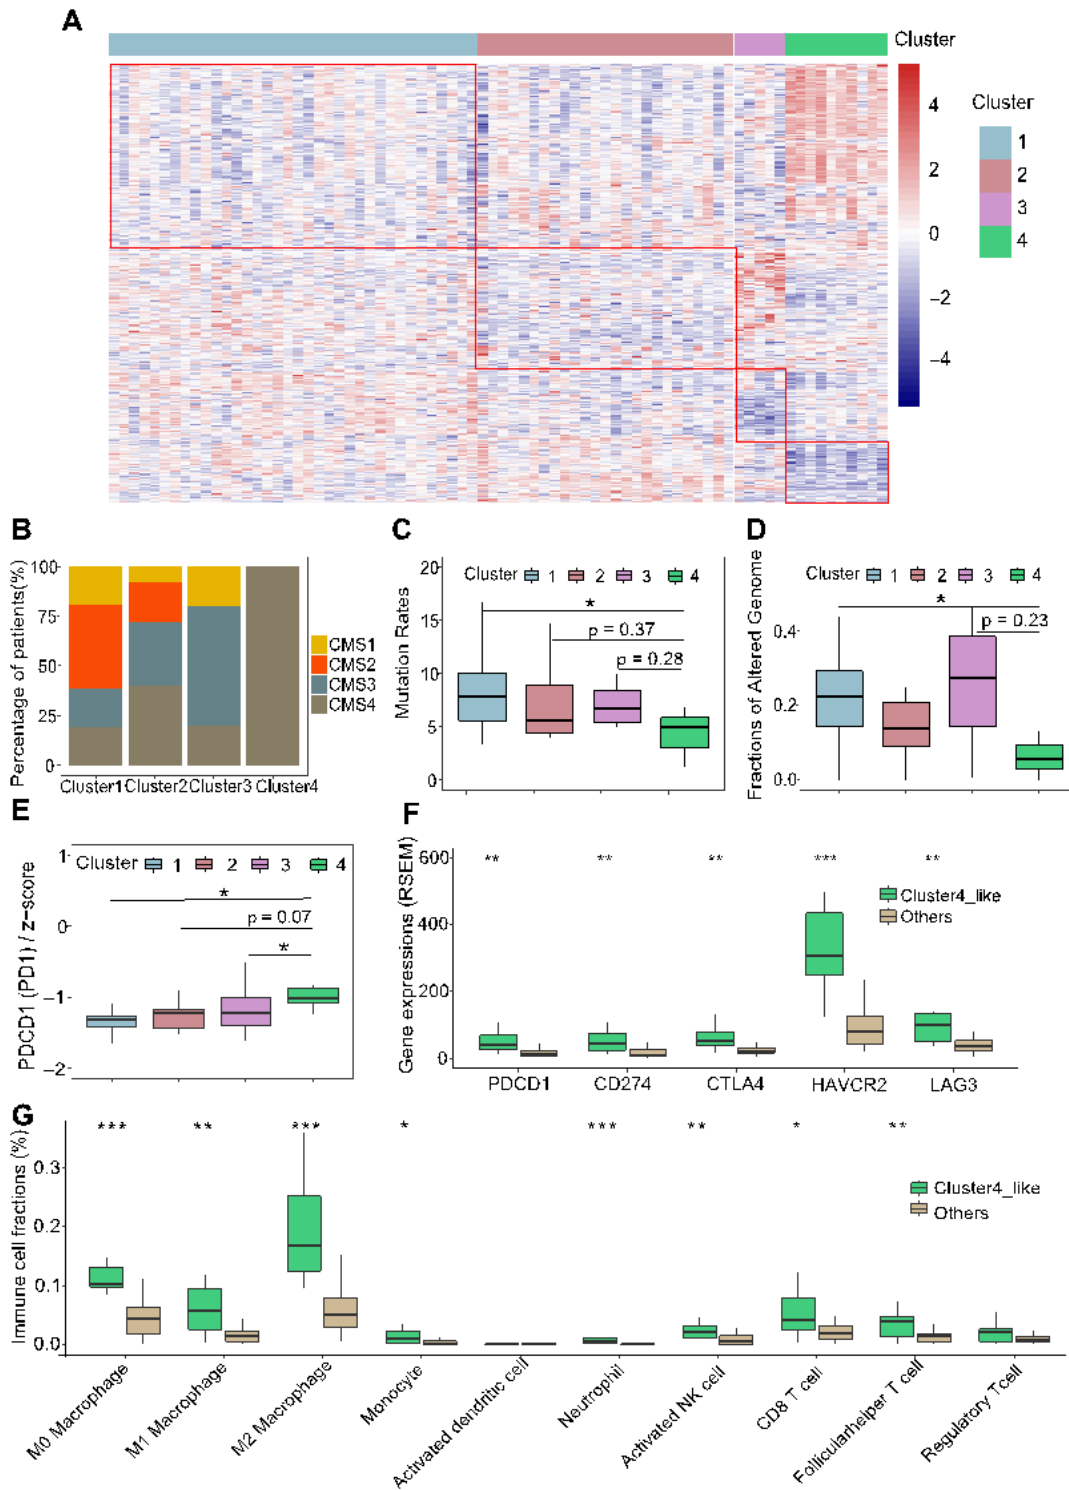 A
Cluster
4
2
0
−2
−4
Cluster
1
2
3
4
B
Percentage of patients(%)
100
75
50
25
0
Cluster1 Cluster2 Cluster3 Cluster4
CMS1
CMS2
CMS3
CMS4
C
Mutation Rates
20
15
10
5
0
Cluster 1 2 3 4
*
p = 0.37
p = 0.28
D
Fractions of Altered Genome
0.4
0.2
0.0
Cluster 1 2 3 4
*
p = 0.23
E
PDCD1 (PD1) / z−score
1
0
−1
−2
Cluster 1 2 3 4
*
p = 0.07
*
F
Gene expressions (RSEM)
600
400
200
0
** ** ** *** **
Cluster4_like
Others
PDCD1 CD274 CTLA4 HAVCR2 LAG3
G
Immune cell fractions (%)
0.3
0.2
0.1
0.0
*** ** *** * *** ** * **
Cluster4_like
Others
M0 Macrophage
M1 Macrophage
M2 Macrophage
Monocyte
Activated dendritic cell
Neutrophil
Activated NK cell
CD8 T cell
Follicularhelper T cell
Regulatory Tcell